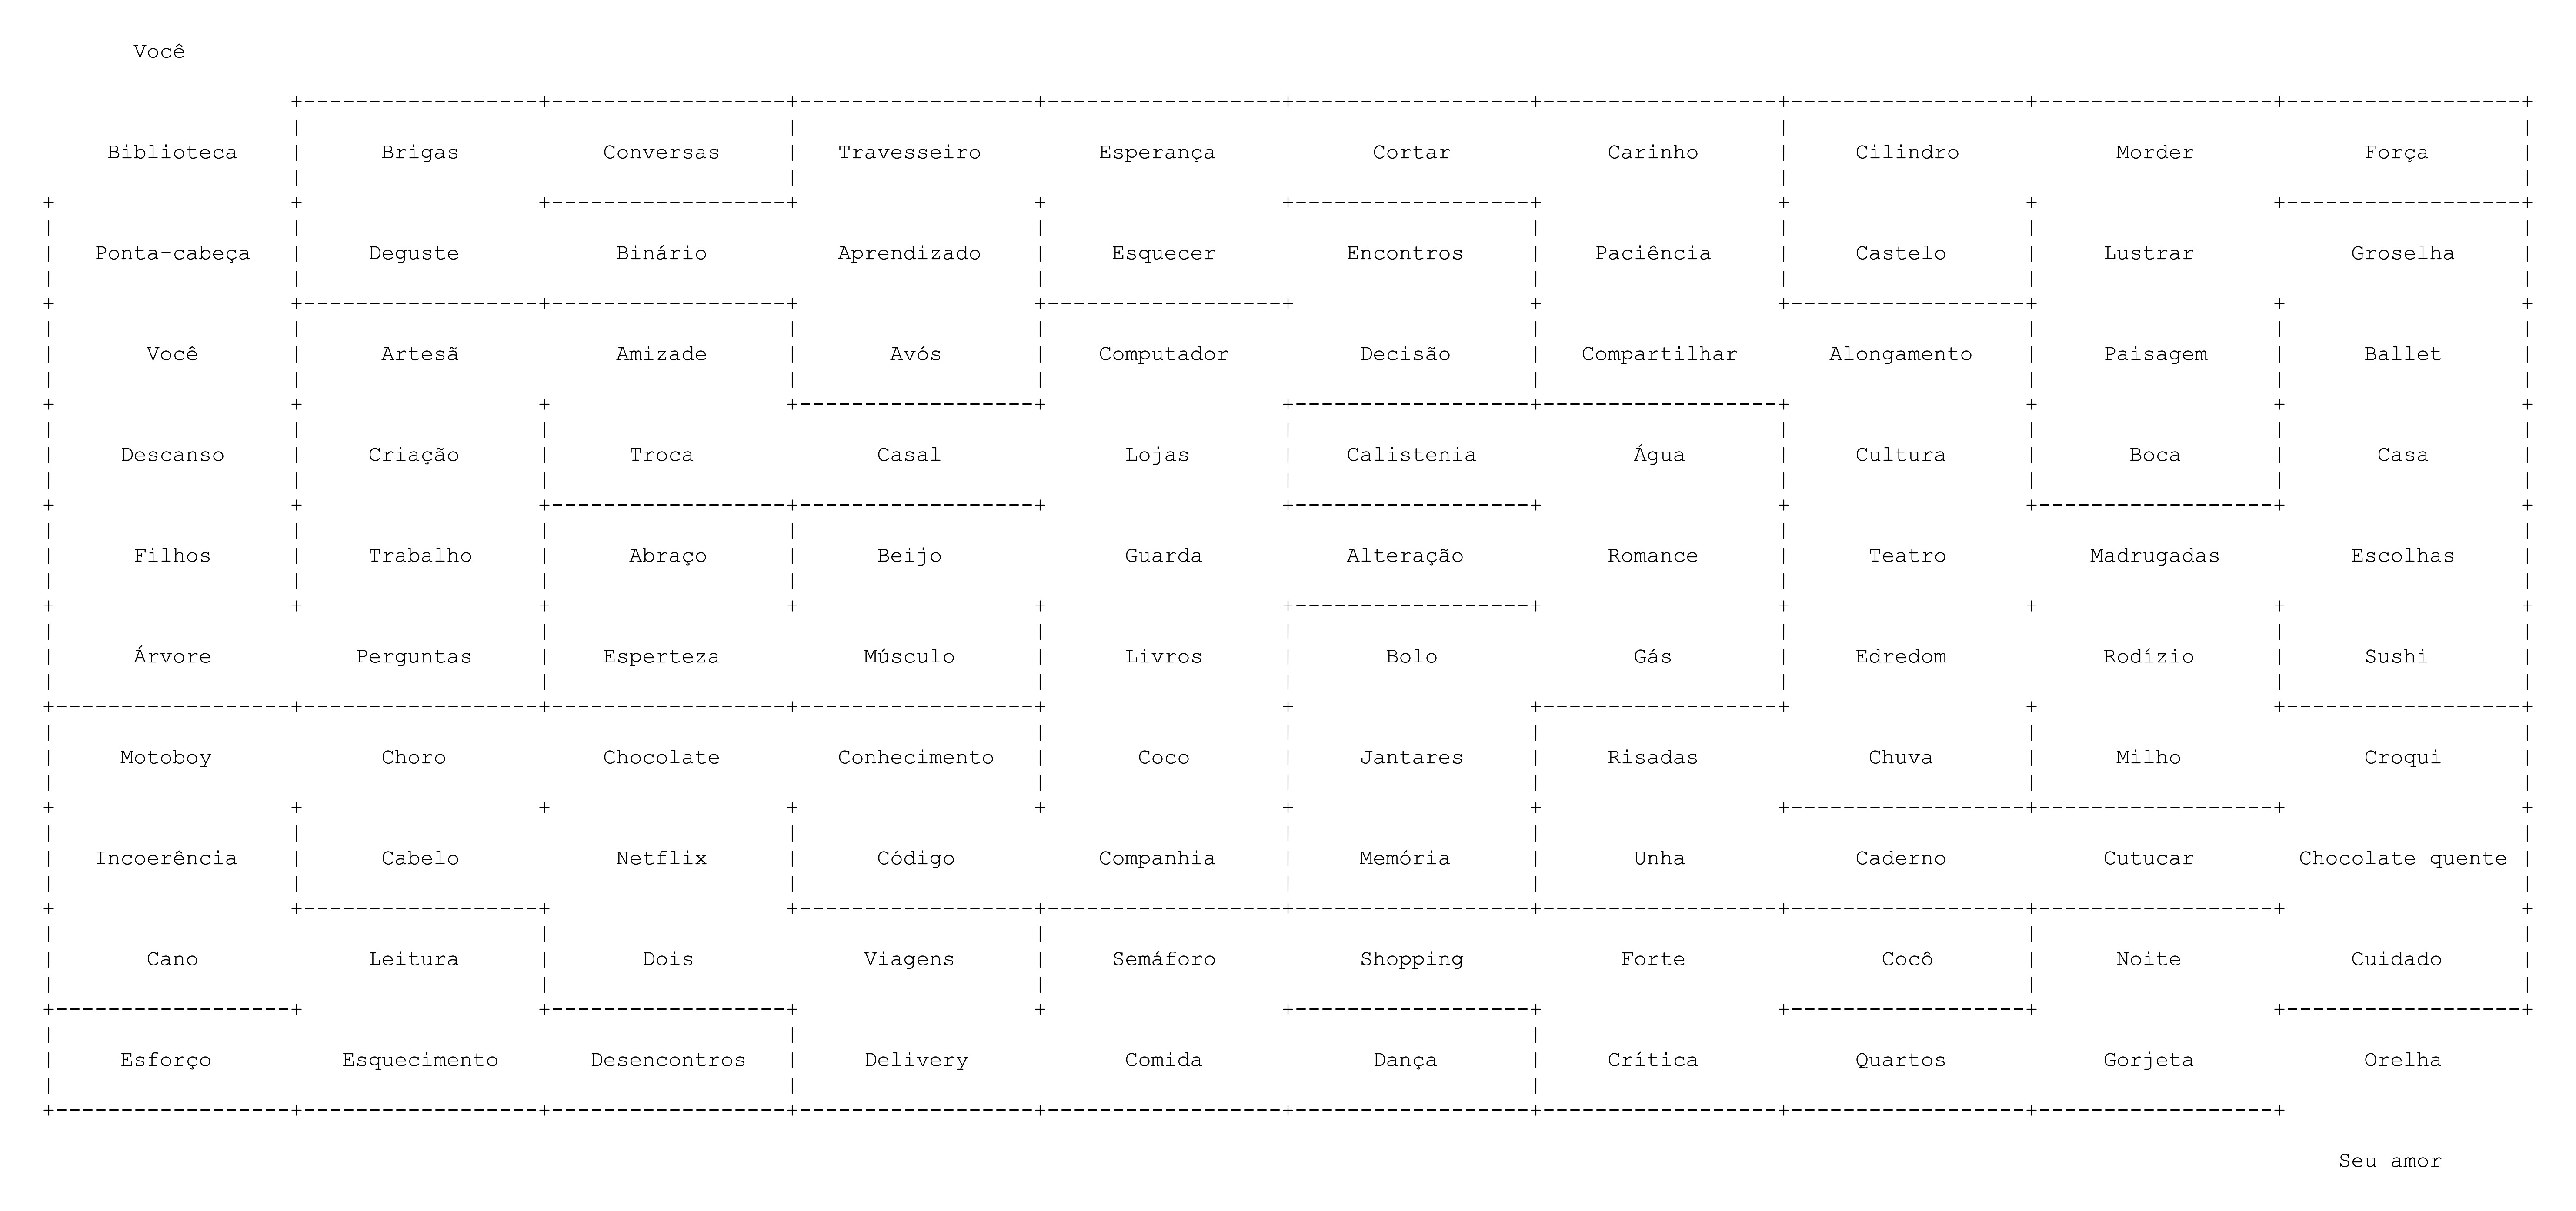 Você
Biblioteca Brigas Conversas Travesseiro Esperança Cortar Carinho Cilindro Morder Força
Ponta-cabeça Deguste Binário Aprendizado Esquecer Encontros Paciência Castelo Lustrar Groselha
Você Artesã Amizade Avós Computador Decisão Compartilhar Alongamento Paisagem Ballet
Descanso Criação Troca Casal Lojas Calistenia Água Cultura Boca Casa
Filhos Trabalho Abraço Beijo Guarda Alteração Romance Teatro Madrugadas Escolhas
Árvore Perguntas Esperteza Músculo Livros Bolo Gás Edredom Rodízio Sushi
Motoboy Choro Chocolate Conhecimento Coco Jantares Risadas Chuva Milho Croqui
Incoerência Cabelo Netflix Código Companhia Memória Unha Caderno Cutucar Chocolate quente
Cano Leitura Dois Viagens Semáforo Shopping Forte Cocô Noite Cuidado
Esforço Esquecimento Desencontros Delivery Comida Dança Crítica Quartos Gorjeta Orelha
Seu amor